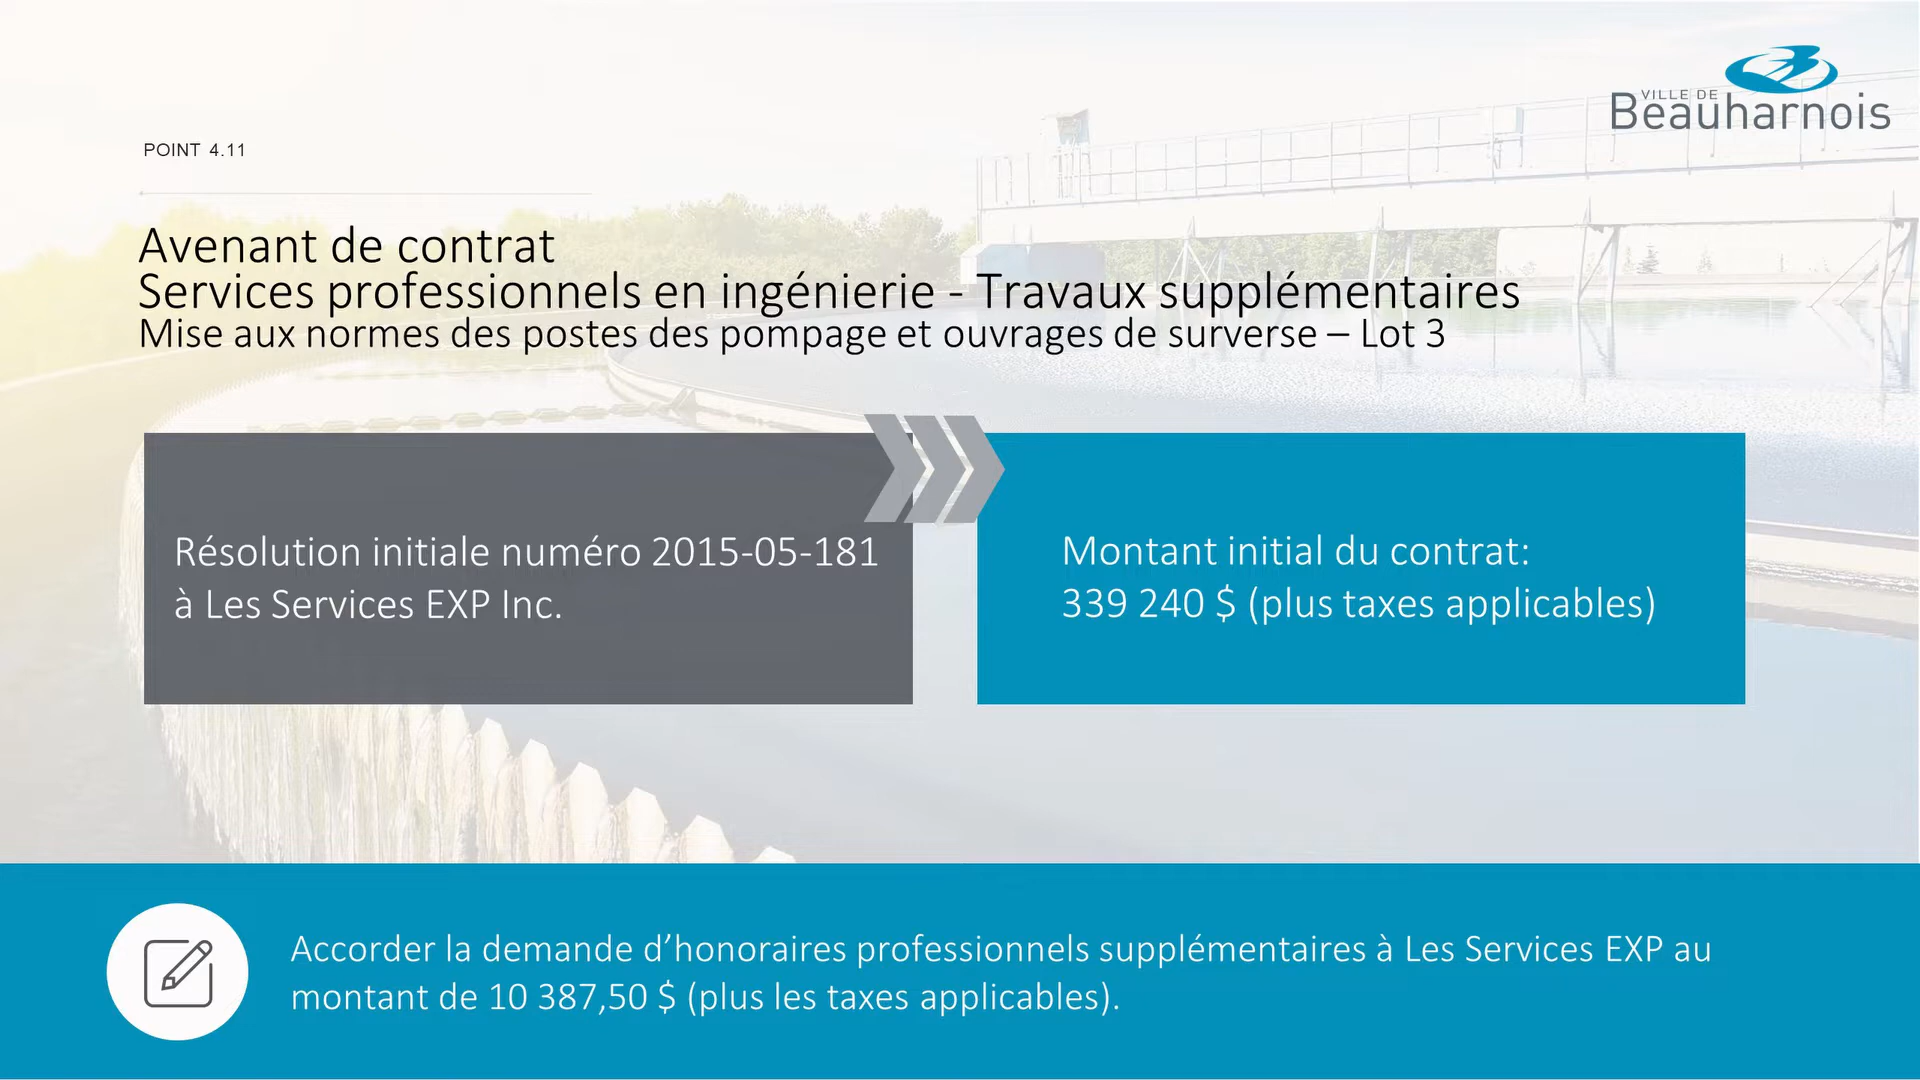 VILLE DE
Beauharnois
POINT 4.11
Avenant de contrat
Services professionnels en ingénierie - Travaux supplémentaires
Mise aux normes des postes des pompage et ouvrages de surverse – Lot 3
Résolution initiale numéro 2015-05-181
à Les Services EXP Inc.
Montant initial du contrat:
339 240 $ (plus taxes applicables)
Accorder la demande d’honoraires professionnels supplémentaires à Les Services EXP au
montant de 10 387,50 $ (plus les taxes applicables).